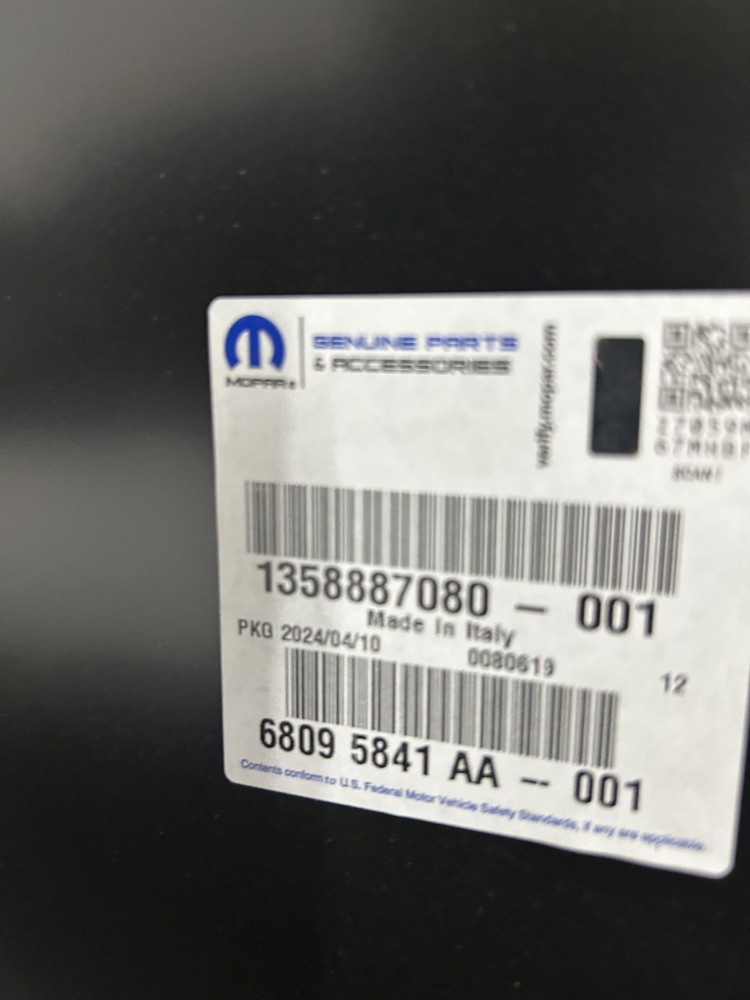 MOPAR®
GENUINE PARTS
& ACCESSORIES
verify.mopar.com
1358887080 - 001
Made In Italy
PKG 2024/04/10
0080619
12
6809 5841 AA -- 001
Contents conform to U.S. Federal Motor Vehicle Safety Standards, if any are applicable.